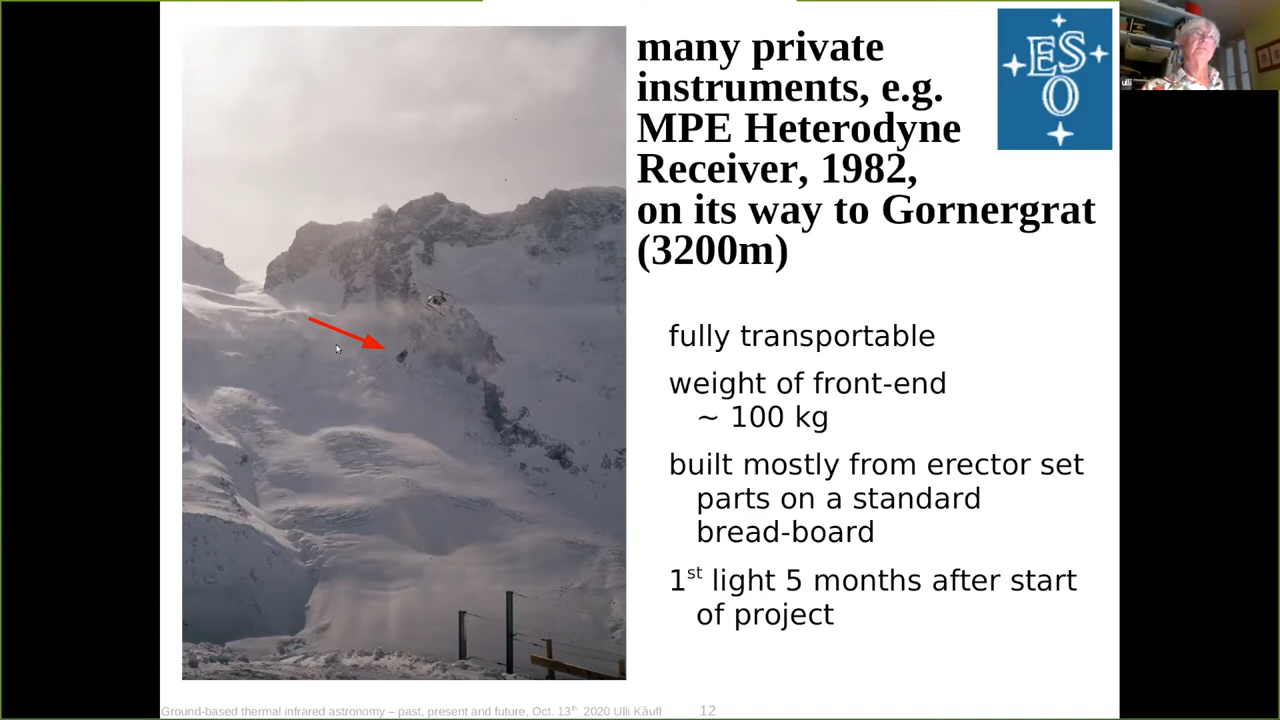 many private
instruments, e.g.
MPE Heterodyne
Receiver, 1982,
on its way to Gornergrat
(3200m)
ESO
ulli
fully transportable
weight of front-end
~ 100 kg
built mostly from erector set
parts on a standard
bread-board
1st light 5 months after start
of project
Ground-based thermal infrared astronomy – past, present and future, Oct. 13th 2020 Ulli Käufl
12